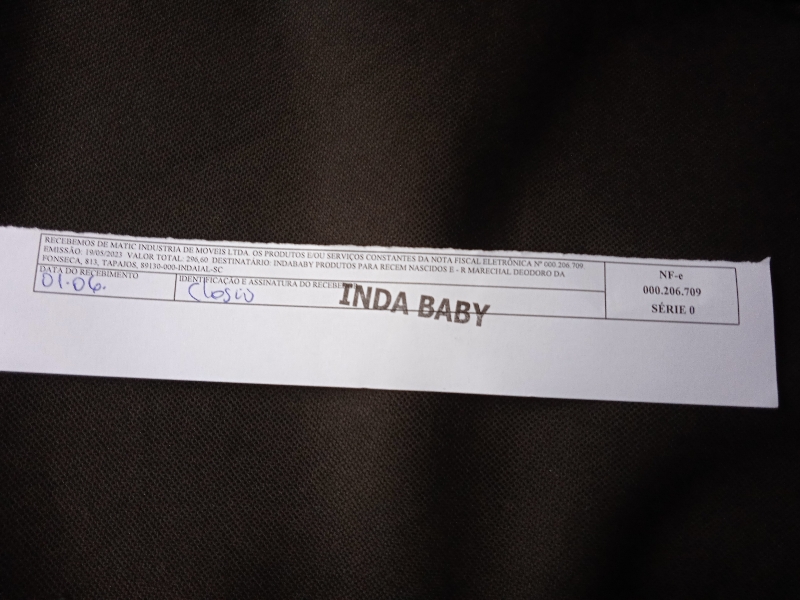 RECEBEMOS DE MATIC INDUSTRIA DE MOVEIS LTDA. OS PRODUTOS E/OU SERVIÇOS CONSTANTES DA NOTA FISCAL ELETRÔNICA Nº 000.206.709
EMISSÃO: 19/05/2023 VALOR TOTAL: 296,60 DESTINATÁRIO: INDABABY PRODUTOS PARA RECEM NASCIDOS E - R MARECHAL DEODORO DA
FONSECA, 813, TAPAJOS, 89130-000-INDAIAL-SC
DATA DO RECEBIMENTO
01.06.
IDENTIFICAÇÃO E ASSINATURA DO RECEBE
INDA BABY
NF-e
000.206.709
SÉRIE 0